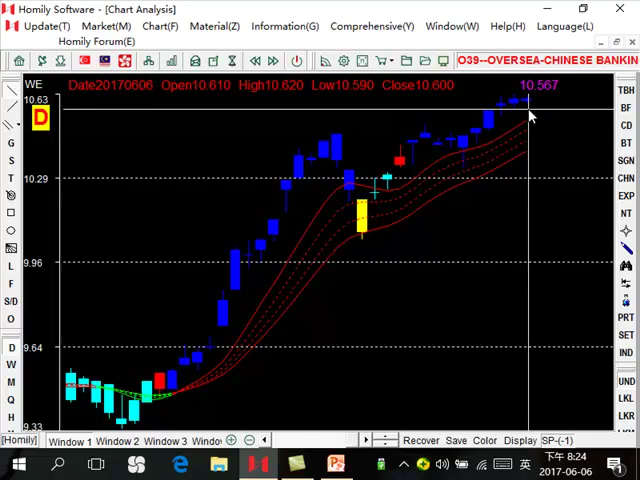 Homily Software - [Chart Analysis]
Update(T) Market(M) Chart(F) Material(Z) Information(G) Comprehensive(Y) Window(W) Help(H) Language(L)
Homily Forum(E)
O39--OVERSEA-CHINESE BANKIN
WE Date20170606 Open10.610 High10.620 Low10.590 Close10.600 10.567
10.63
D
10.29
9.96
9.64
9.33
TBH
BF
CD
BT
SGN
CHN
EXP
NT
PRT
SET
IND
UND
LKL
LKR
G
S
T
L
F
S/D
O
D
W
M
Q
H
[Homily] Window 1 Window 2 Window 3 Windov Recover Save Color Display SP-(-1)
英 下午 8:24
2017-06-06
1